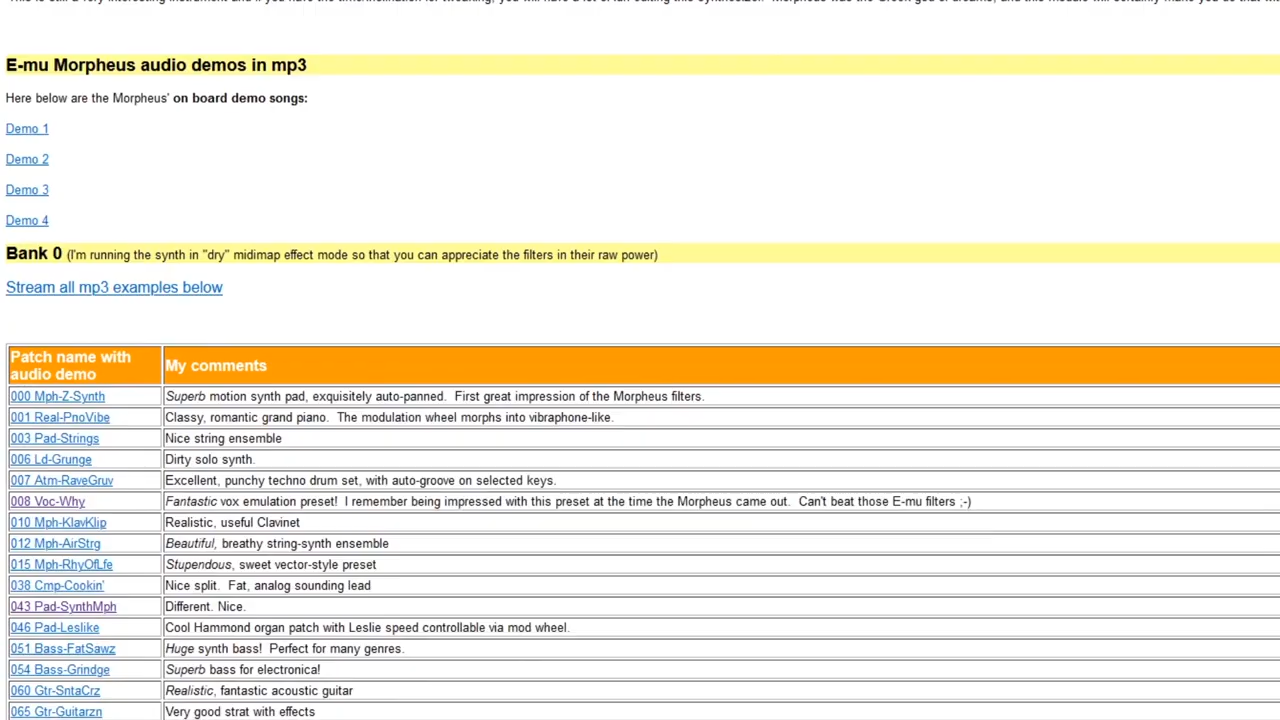 E-mu Morpheus audio demos in mp3
Here below are the Morpheus' on board demo songs:
Demo 1
Demo 2
Demo 3
Demo 4
Bank 0 (I'm running the synth in "dry" midimap effect mode so that you can appreciate the filters in their raw power)
Stream all mp3 examples below
Patch name with audio demo My comments
000 Mph-Z-Synth Superb motion synth pad, exquisitely auto-panned. First great impression of the Morpheus filters.
001 Real-PnoVibe Classy, romantic grand piano. The modulation wheel morphs into vibraphone-like.
003 Pad-Strings Nice string ensemble
006 Ld-Grunge Dirty solo synth.
007 Atm-RaveGruv Excellent, punchy techno drum set, with auto-groove on selected keys.
008 Voc-Why Fantastic vox emulation preset! I remember being impressed with this preset at the time the Morpheus came out. Can't beat those E-mu filters ;-)
010 Mph-KlavKlip Realistic, useful Clavinet
012 Mph-AirStrg Beautiful, breathy string-synth ensemble
015 Mph-RhyOfLfe Stupendous, sweet vector-style preset
038 Cmp-Cookin' Nice split. Fat, analog sounding lead
043 Pad-SynthMph Different. Nice.
046 Pad-Leslike Cool Hammond organ patch with Leslie speed controllable via mod wheel.
051 Bass-FatSawz Huge synth bass! Perfect for many genres.
054 Bass-Grindge Superb bass for electronica!
060 Gtr-SntaCrz Realistic, fantastic acoustic guitar
065 Gtr-Guitarzn Very good strat with effects